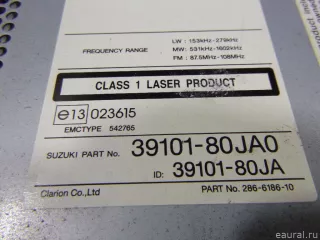 LW : 153kHz-279kHz
FREQUENCY RANGE MW: 531kHz-1602kHz
FM : 87.5MHz-108MHz
CLASS 1 LASER PRODUCT
e13 023615
EMCTYPE 542765
SUZUKI PART No. 39101-80JA0
ID: 39101-80JA
Clarion Co.,Ltd PART No. 286-6186-10
© eaural.ru